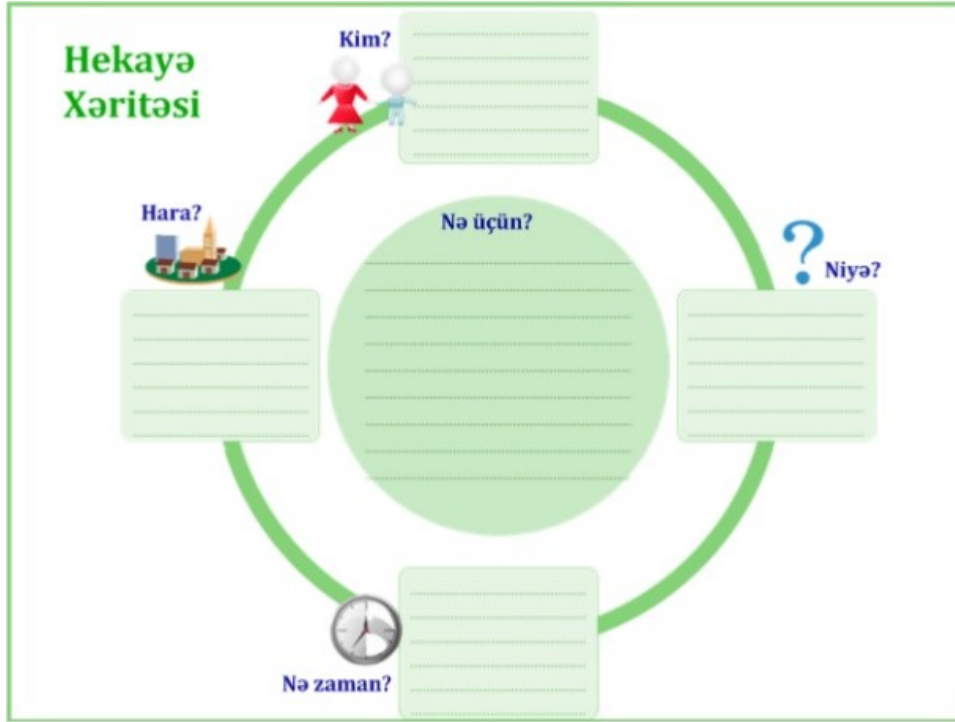 Hekayə
Xəritəsi
Kim?
Hara?
Nə üçün?
Niyə?
Nə zaman?